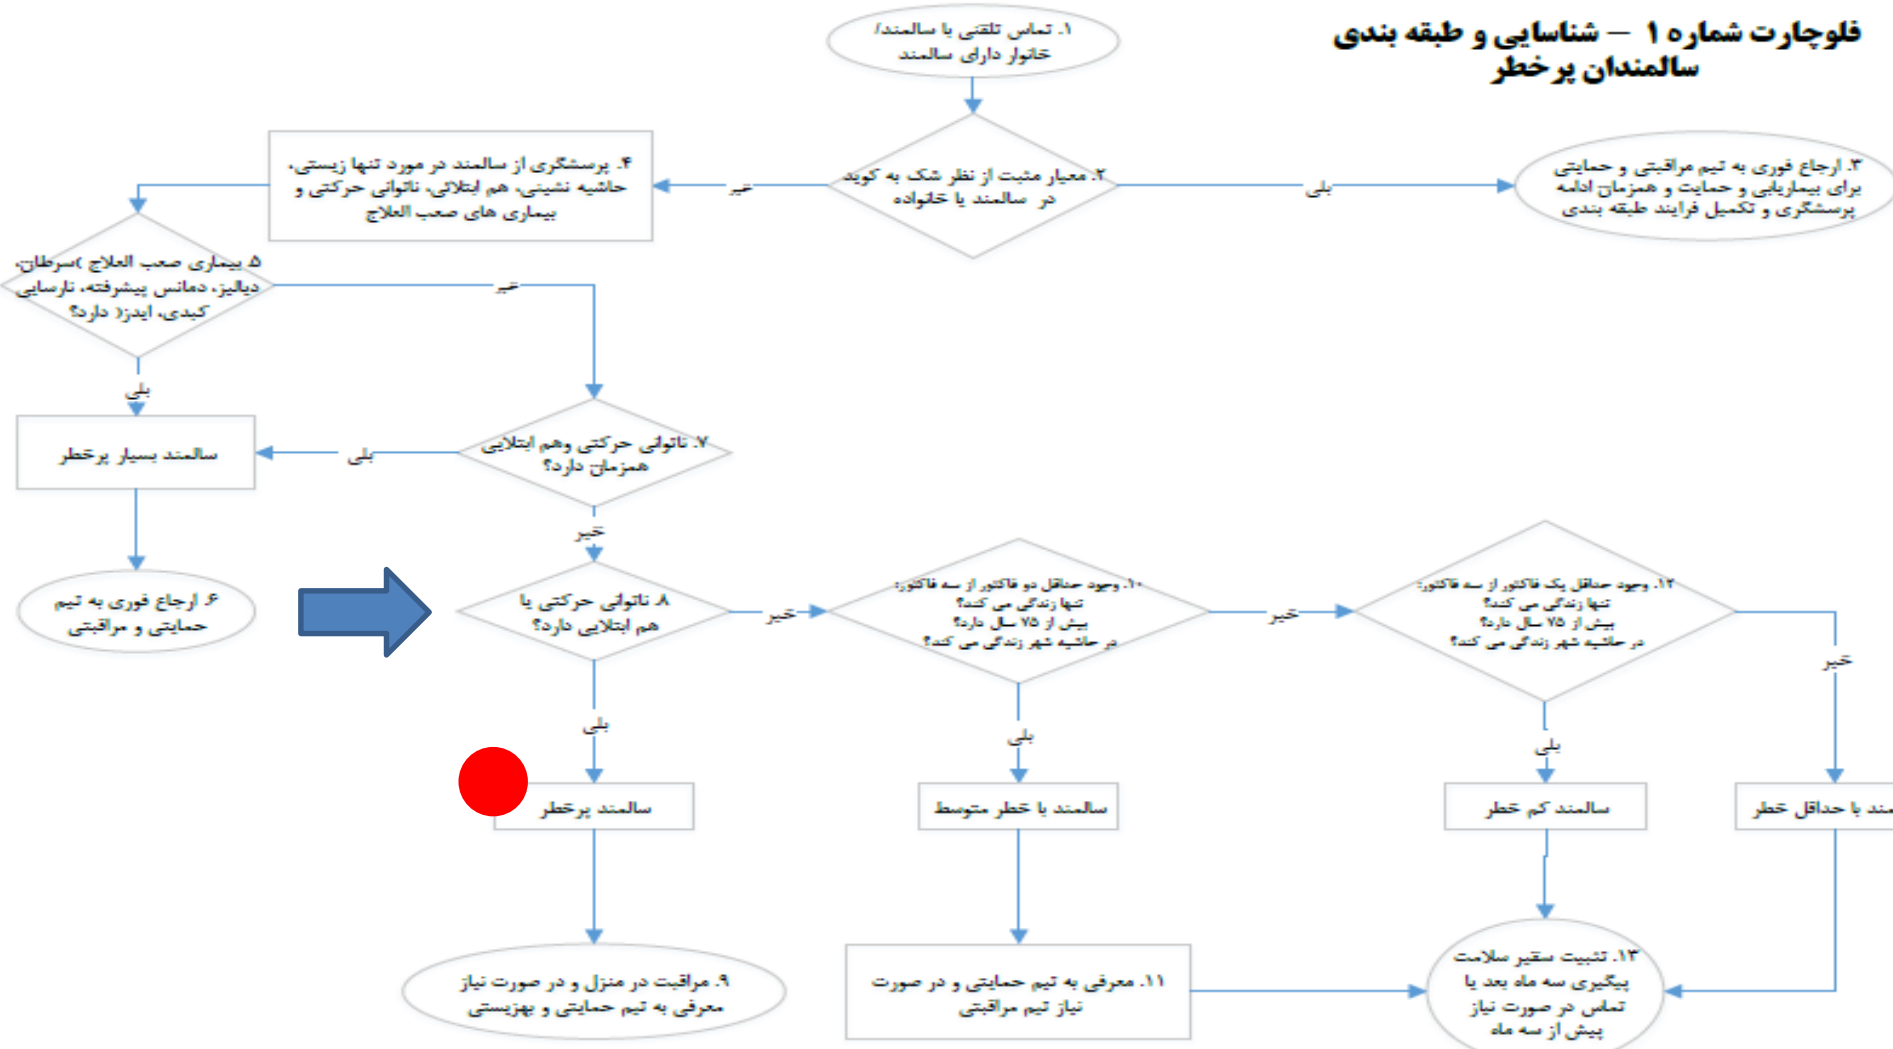 فلوچارت شماره ۱ – شناسایی و طبقه بندی
سالمندان پر خطر
۱. تماس تلقنی با سالمند/
خانوار دارای سالمند
۲. معیار مثبت از نظر شک به کوید
در سالمند یا خانواده
بلی
۳. ارجاع فوری به تیم مراقبتی و حمایتی
برای بیماریابی و حمایت و همزمان ادامه
پرسشگری و تکمیل فرایند طبقه بندی
خیر
۴. پرسشگری از سالمند در مورد تنها زیستی،
حاشیه نشینی، هم ابتلائی، ناتوانی حرکتی و
بیماری های صعب العلاج
۵. بیماری صعب العلاج )سرطان،
دیالیز، دمانس پیشرفته، نارسایی
کبدی، ایدز( دارد؟
خیر
بلی
سالمند بسیار پرخطر
۶. ارجاع فوری به تیم
حمایتی و مراقبتی
۷. ناتوانی حرکتی وهم ابتلایی
همزمان دارد؟
بلی
خیر
۸. ناتوانی حرکتی یا
هم ابتلایی دارد؟
خیر
بلی
سالمند پرخطر
۹. مراقبت در منزل و در صورت نیاز
معرفی به تیم حمایتی و بهزیستی
۱۰. وجود حداقل دو فاکتور از سه فاکتور:
تنها زندگی می کند؟
بیش از ۷۵ سال دارد؟
در حاشیه شهر زندگی می کند؟
خیر
بلی
سالمند با خطر متوسط
۱۱. معرفی به تیم حمایتی و در صورت
نیاز تیم مراقبتی
۱۲. وجود حداقل یک فاکتور از سه فاکتور:
تنها زندگی می کند؟
بیش از ۷۵ سال دارد؟
در حاشیه شهر زندگی می کند؟
خیر
بلی
سالمند کم خطر
مند با حداقل خطر
۱۳. تثبیت سقیر سلامت
پیگیری سه ماه بعد یا
تماس در صورت نیاز
پیش از سه ماه